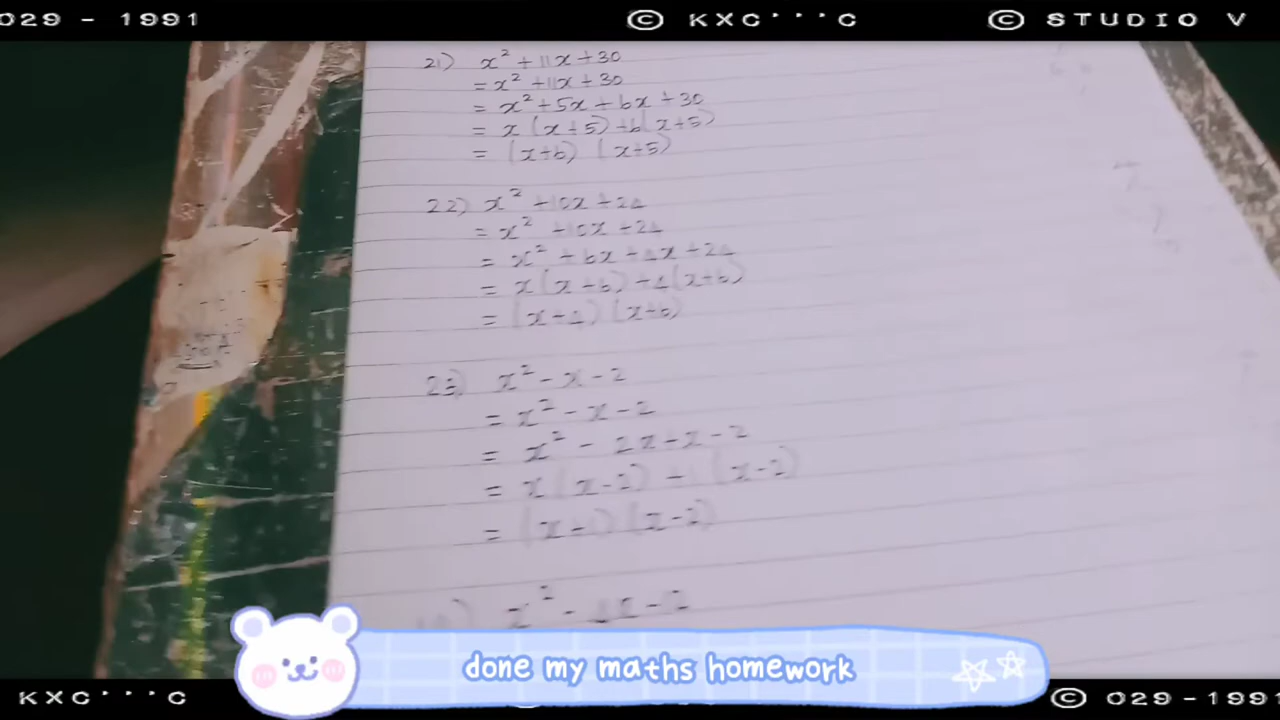 029 - 1991
© KXC•••C
© STUDIO V
21) x² + 11x + 30
= x² + 11x + 30
= x² + 5x + 6x + 30
= x (x + 5) + 6 (x + 5)
= (x + 6) (x + 5)
22) x² + 10x + 24
= x² + 10x + 24
= x² + 6x + 4x + 24
= x (x + 6) + 4 (x + 6)
= (x + 4) (x + 6)
23) x² - x - 2
= x² - x - 2
= x² - 2x + x - 2
= x (x - 2) + 1 (x - 2)
= (x + 1) (x - 2)
done my maths homework
KXC•••C
© 029 - 1991